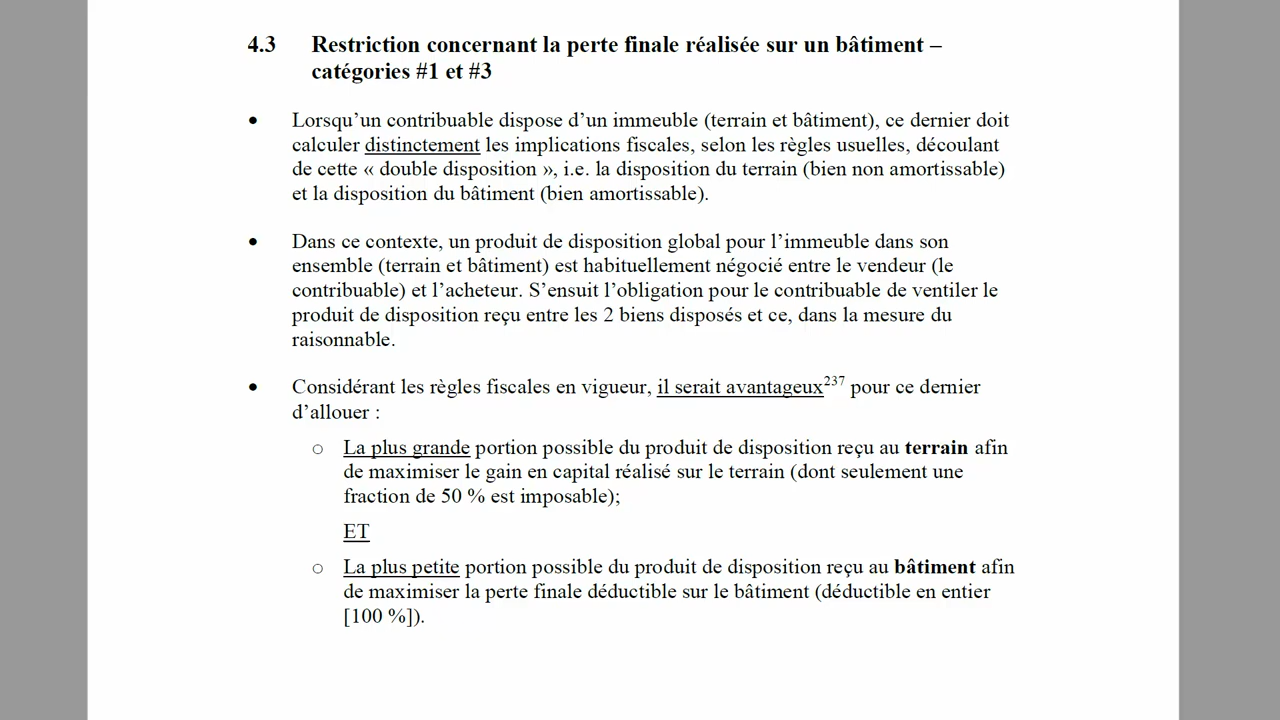 4.3 Restriction concernant la perte finale réalisée sur un bâtiment –
catégories #1 et #3
• Lorsqu’un contribuable dispose d’un immeuble (terrain et bâtiment), ce dernier doit
calculer distinctement les implications fiscales, selon les règles usuelles, découlant
de cette « double disposition », i.e. la disposition du terrain (bien non amortissable)
et la disposition du bâtiment (bien amortissable).
• Dans ce contexte, un produit de disposition global pour l’immeuble dans son
ensemble (terrain et bâtiment) est habituellement négocié entre le vendeur (le
contribuable) et l’acheteur. S’ensuit l’obligation pour le contribuable de ventiler le
produit de disposition reçu entre les 2 biens disposés et ce, dans la mesure du
raisonnable.
• Considérant les règles fiscales en vigueur, il serait avantageux237 pour ce dernier
d’allouer :
○ La plus grande portion possible du produit de disposition reçu au terrain afin
de maximiser le gain en capital réalisé sur le terrain (dont seulement une
fraction de 50 % est imposable);
ET
○ La plus petite portion possible du produit de disposition reçu au bâtiment afin
de maximiser la perte finale déductible sur le bâtiment (déductible en entier
[100 %]).